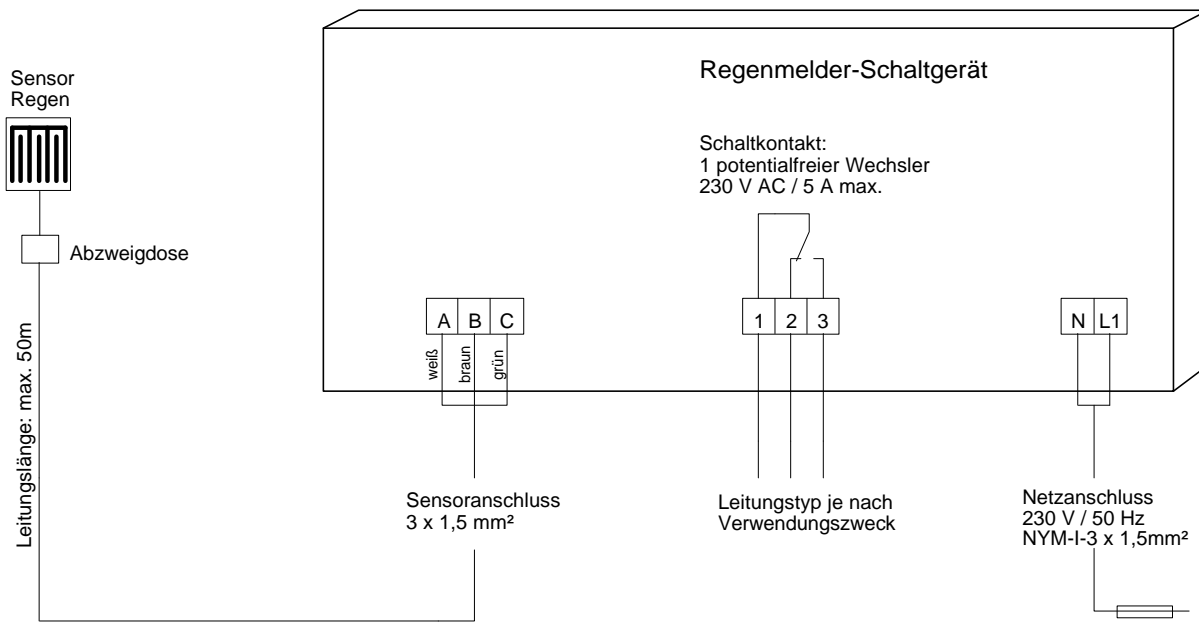 Regenmelder-Schaltgerät
Sensor
Regen
Schaltkontakt:
1 potentialfreier Wechsler
230 V AC / 5 A max.
Abzweigdose
A B C
1 2 3
N L1
weiß
braun
grün
Leitungslänge: max. 50m
Sensoranschluss
3 x 1,5 mm²
Leitungstyp je nach
Verwendungszweck
Netzanschluss
230 V / 50 Hz
NYM-I-3 x 1,5mm²